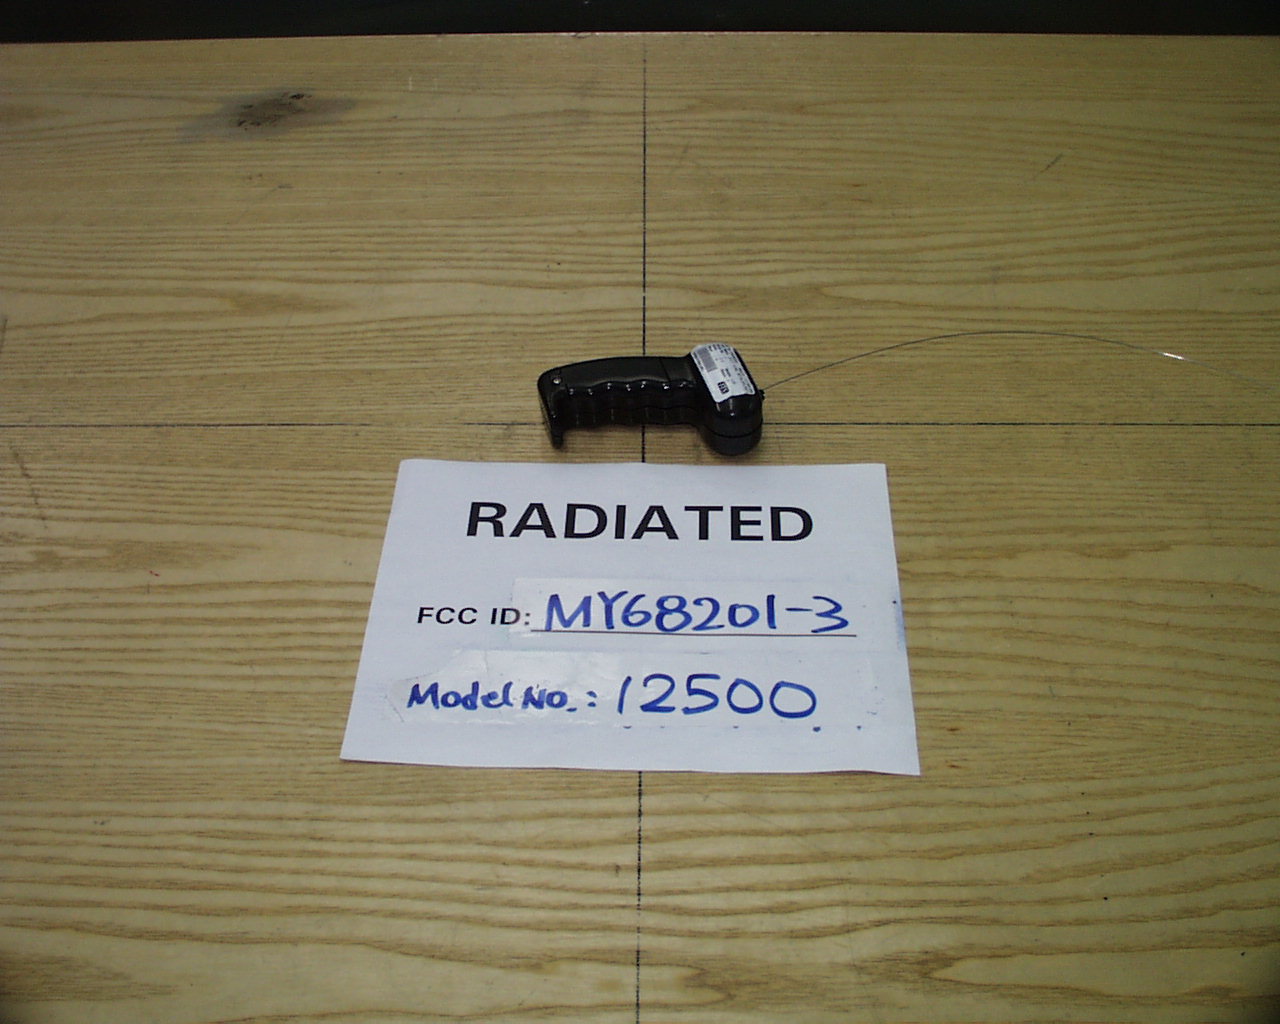 RADIATED
FCC ID: MY68201-3
Model No.: 12500